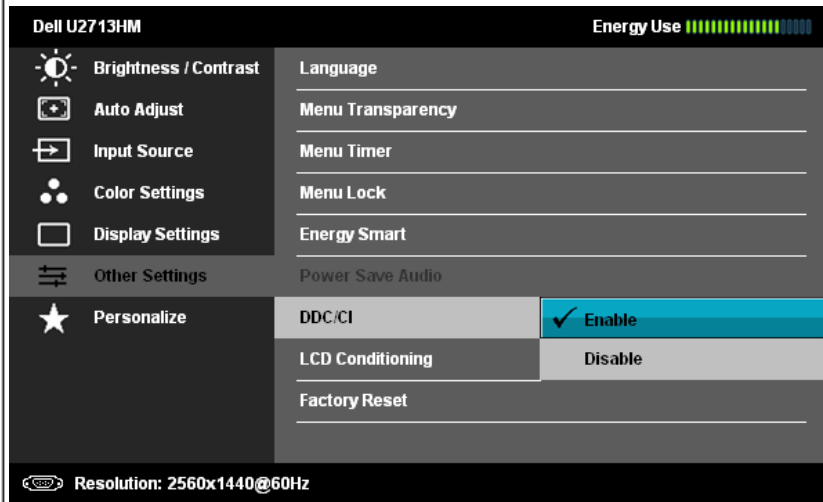 Dell U2713HM
Energy Use
Brightness / Contrast
Auto Adjust
Input Source
Color Settings
Display Settings
Other Settings
Personalize
Language
Menu Transparency
Menu Timer
Menu Lock
Energy Smart
Power Save Audio
DDC/CI
LCD Conditioning
Factory Reset
Enable
Disable
Resolution: 2560x1440@60Hz